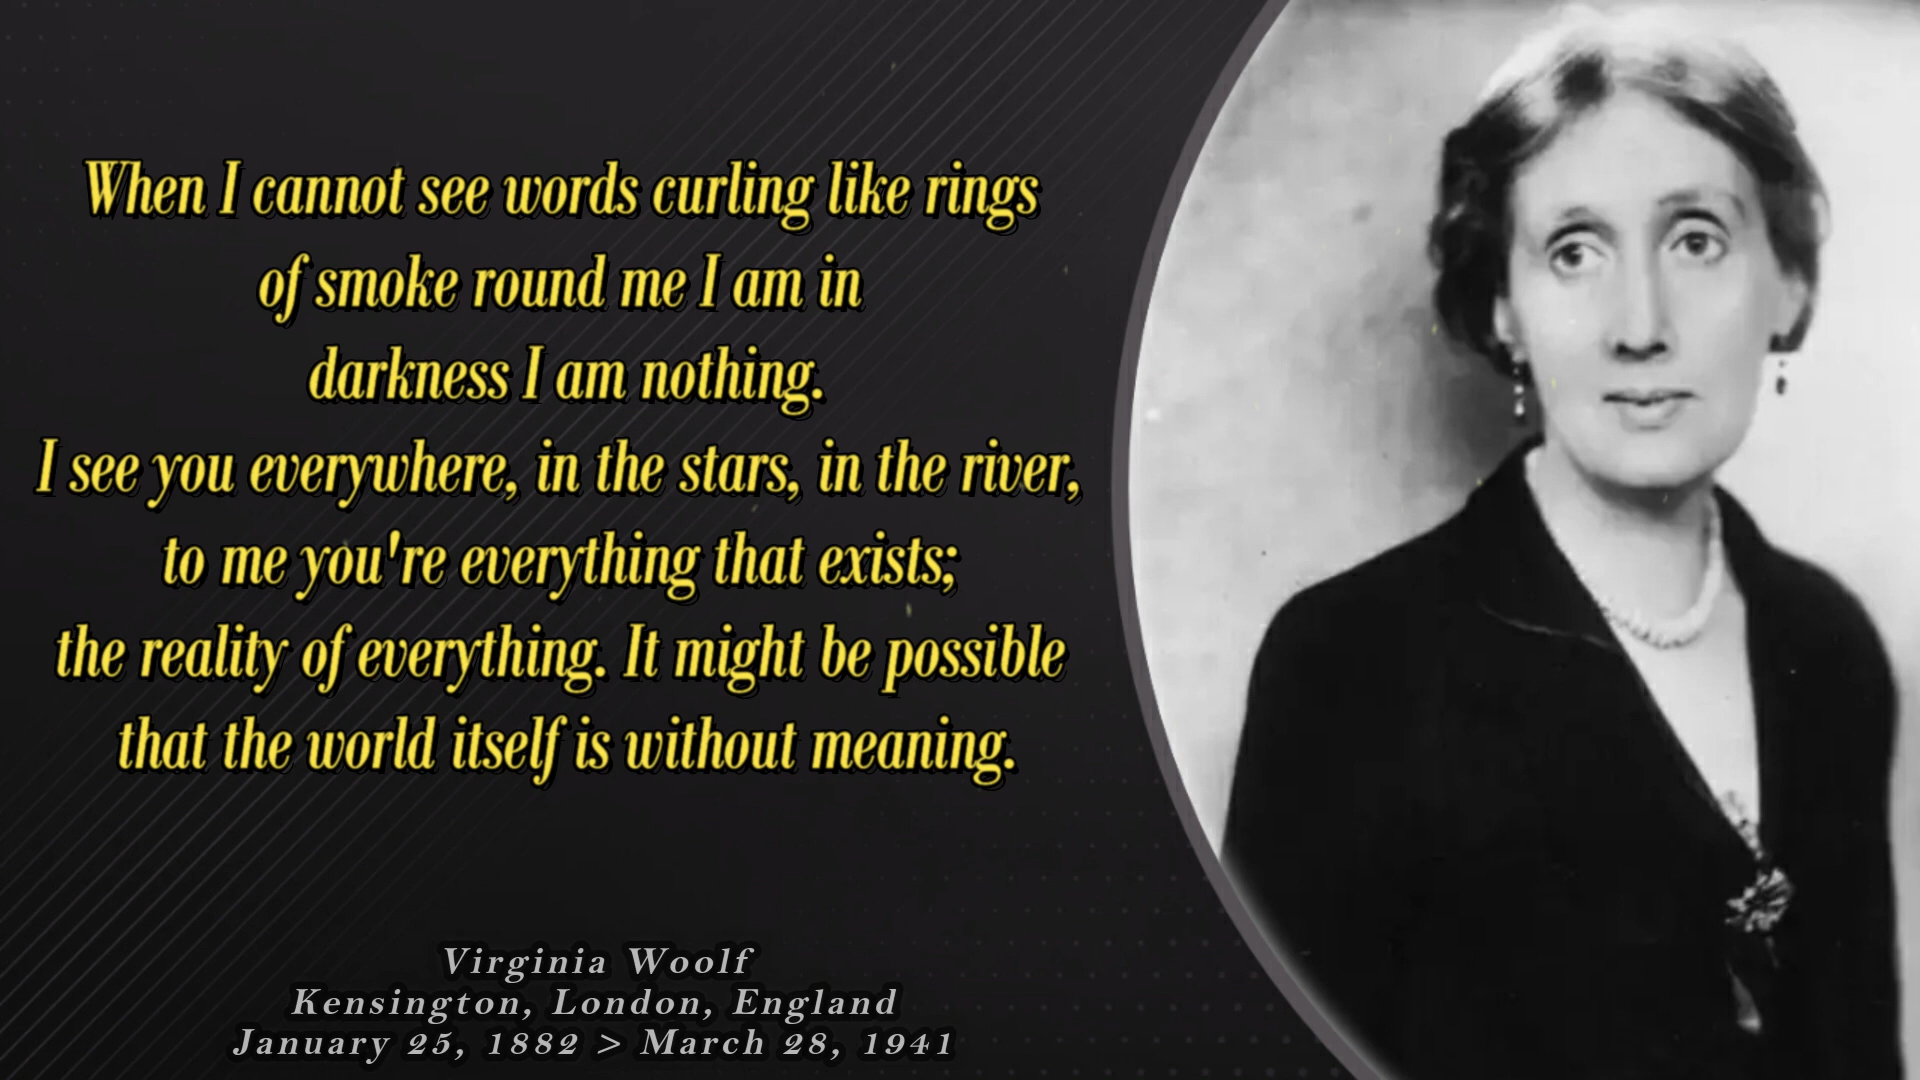 When I cannot see words curling like rings
of smoke round me I am in
darkness I am nothing.
I see you everywhere, in the stars, in the river,
to me you're everything that exists;
the reality of everything. It might be possible
that the world itself is without meaning.
Virginia Woolf
Kensington, London, England
January 25, 1882 > March 28, 1941